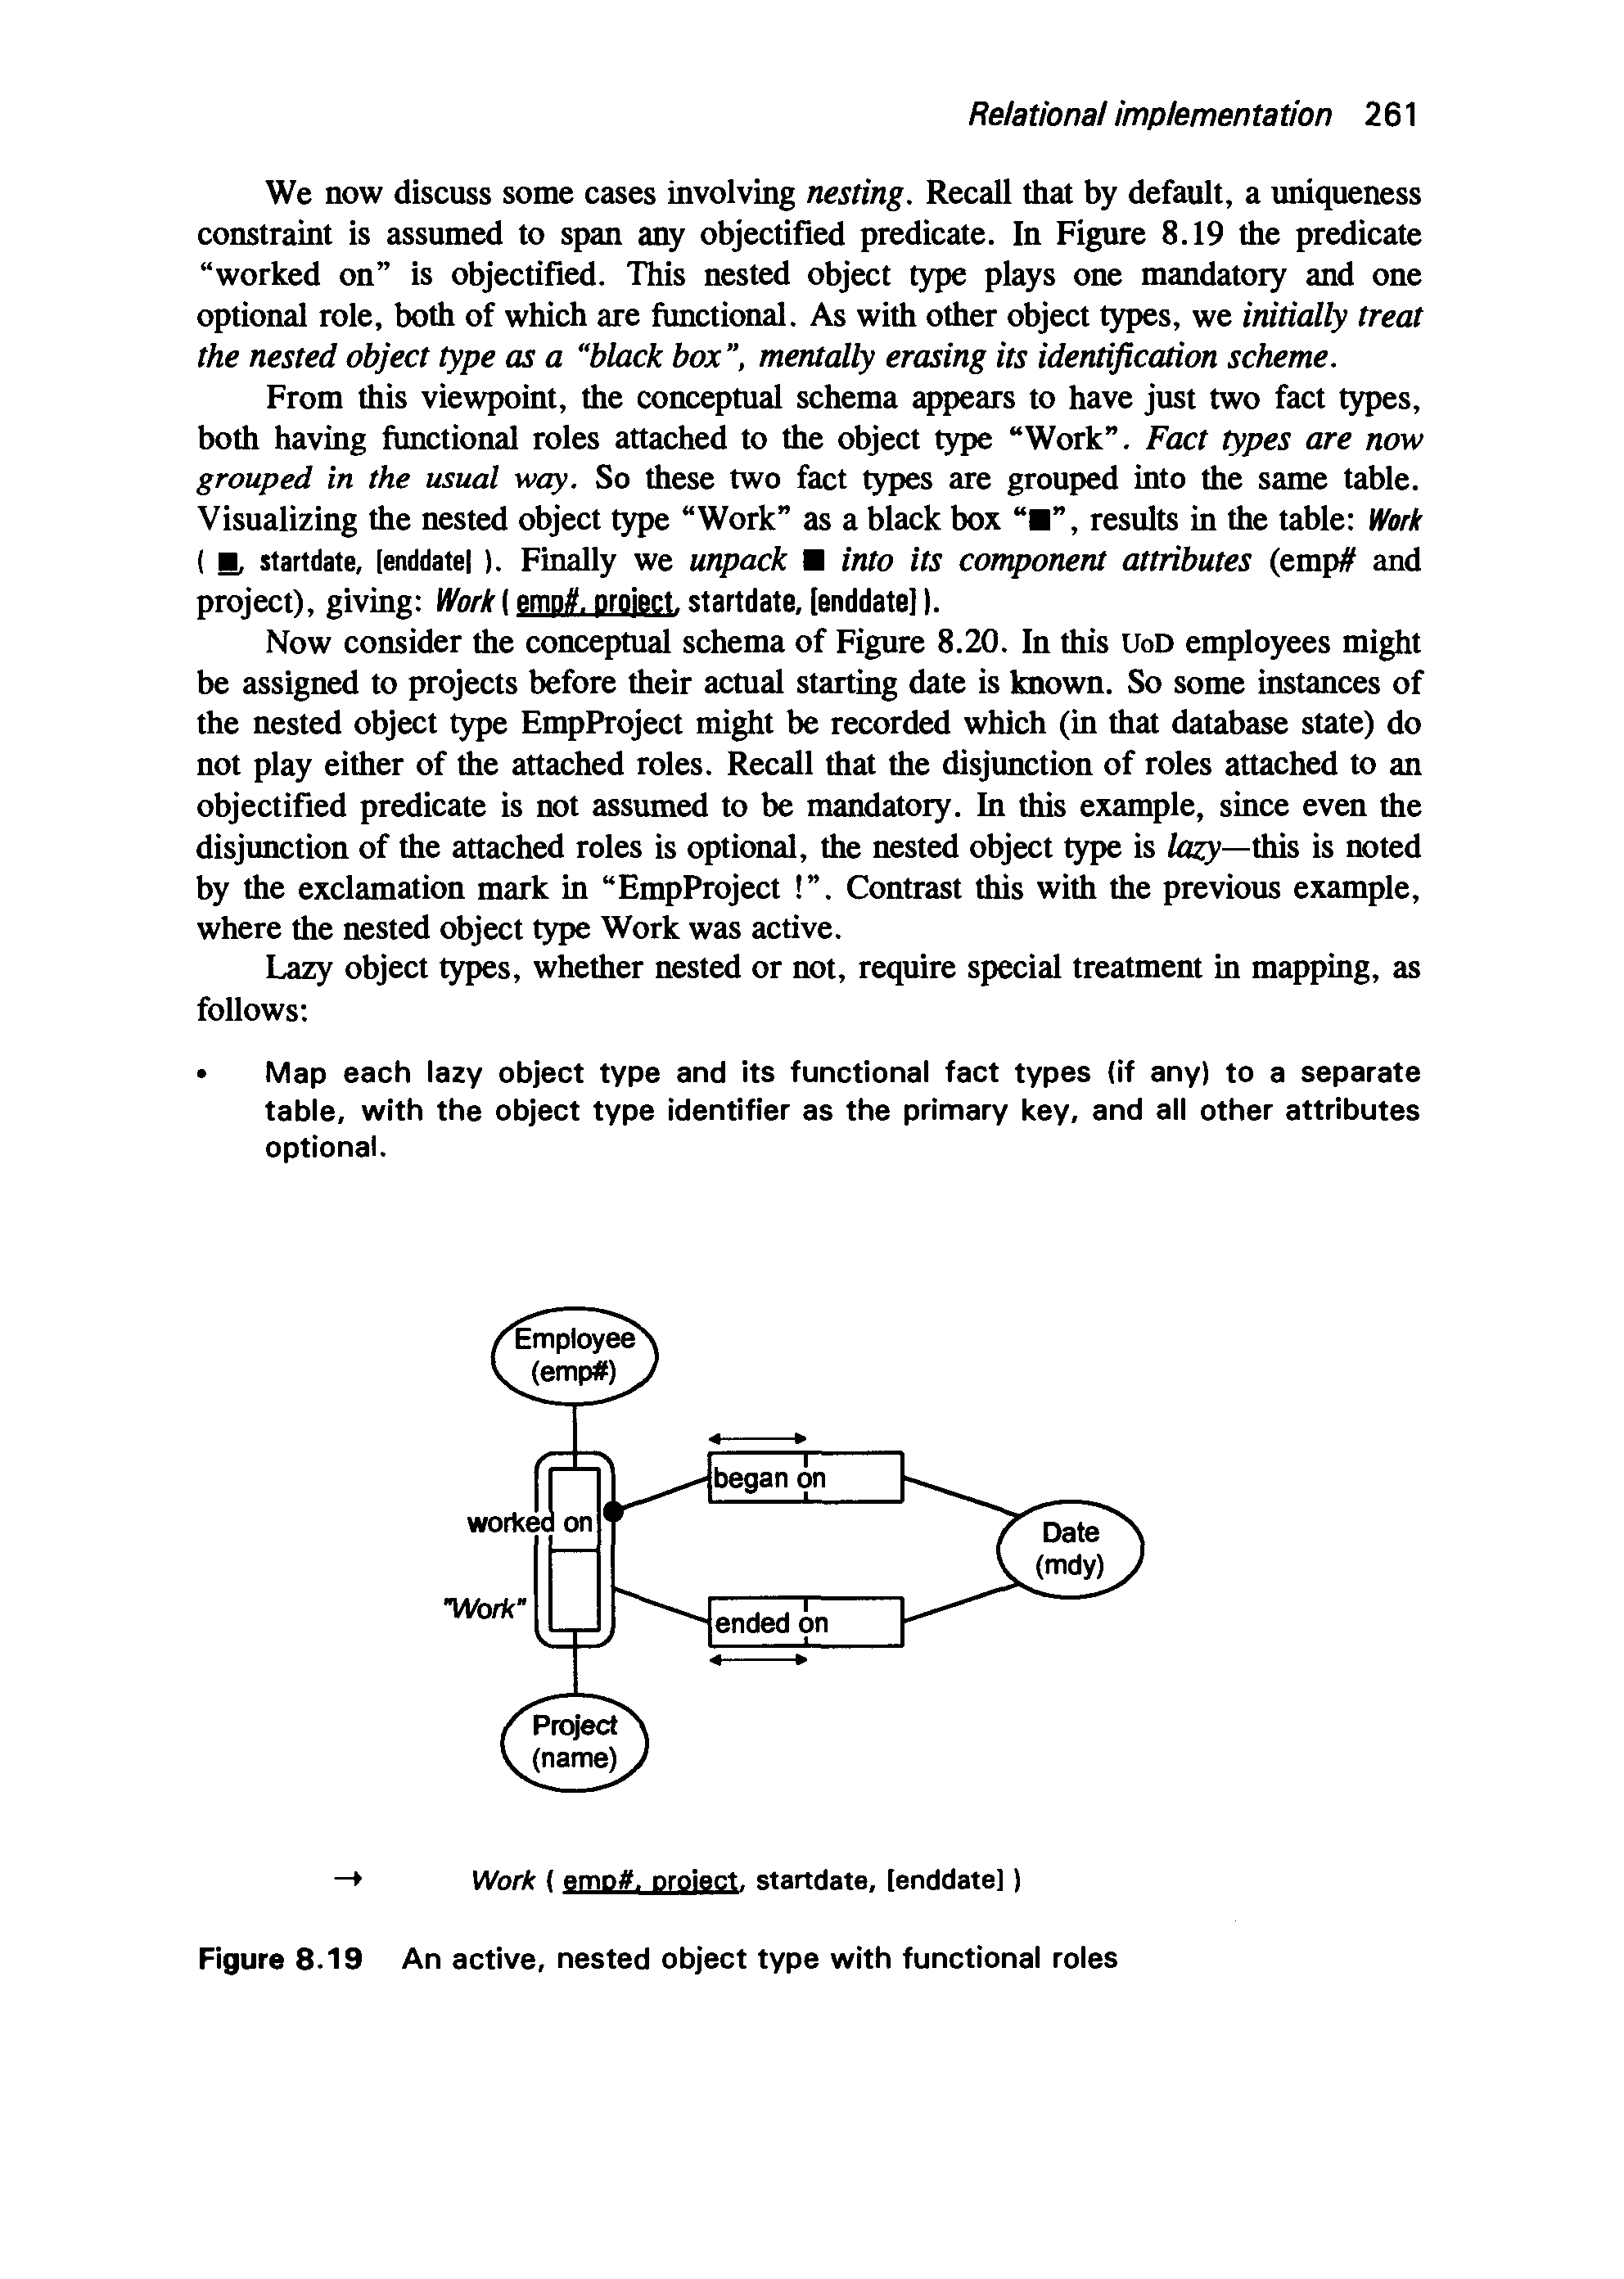 Relational implementation 261
We now discuss some cases involving nesting. Recall that by default, a uniqueness
constraint is assumed to span any objectified predicate. In Figure 8.19 the predicate
“worked on” is objectified. This nested object type plays one mandatory and one
optional role, both of which are functional. As with other object types, we initially treat
the nested object type as a “black box”, mentally erasing its identification scheme.
From this viewpoint, the conceptual schema appears to have just two fact types,
both having functional roles attached to the object type “Work”. Fact types are now
grouped in the usual way. So these two fact types are grouped into the same table.
Visualizing the nested object type “Work” as a black box “■”, results in the table: Work
( ■, startdate, [enddate] ). Finally we unpack ■ into its component attributes (emp# and
project), giving: Work ( emp#, project, startdate, [enddate] ).
Now consider the conceptual schema of Figure 8.20. In this UoD employees might
be assigned to projects before their actual starting date is known. So some instances of
the nested object type EmpProject might be recorded which (in that database state) do
not play either of the attached roles. Recall that the disjunction of roles attached to an
objectified predicate is not assumed to be mandatory. In this example, since even the
disjunction of the attached roles is optional, the nested object type is lazy—this is noted
by the exclamation mark in “EmpProject !”. Contrast this with the previous example,
where the nested object type Work was active.
Lazy object types, whether nested or not, require special treatment in mapping, as
follows:
• Map each lazy object type and its functional fact types (if any) to a separate
table, with the object type identifier as the primary key, and all other attributes
optional.
Employee
(emp#)
began on
worked on
Date
(mdy)
"Work"
ended on
Project
(name)
→ Work ( emp#, project, startdate, [enddate] )
Figure 8.19 An active, nested object type with functional roles